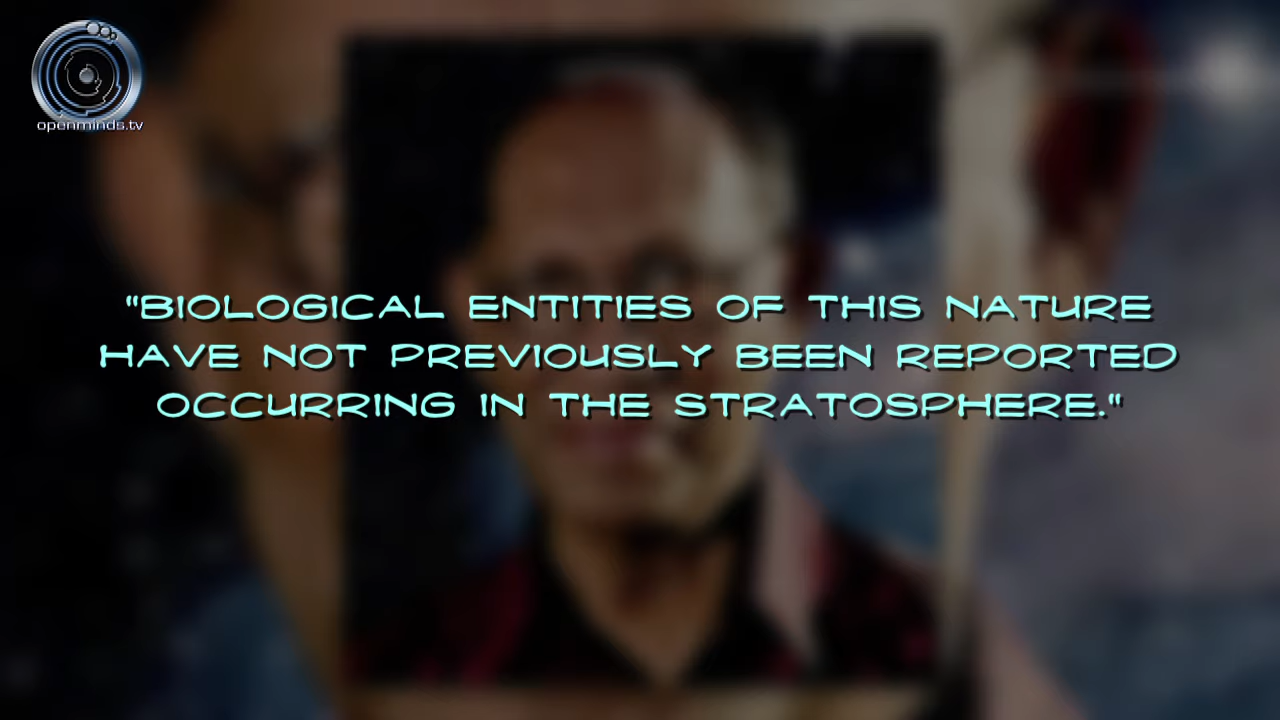 openminds.tv
"BIOLOGICAL ENTITIES OF THIS NATURE
HAVE NOT PREVIOUSLY BEEN REPORTED
OCCURRING IN THE STRATOSPHERE."